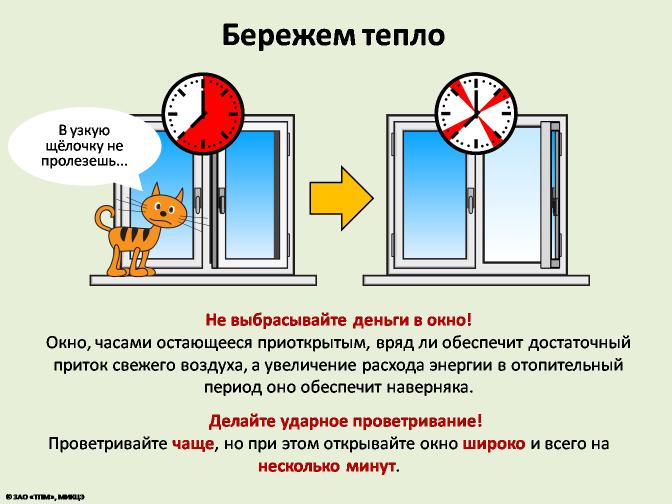 Бережем тепло
В узкую
щёлочку не
пролезешь...
Не выбрасывайте деньги в окно!
Окно, часами остающееся приоткрытым, вряд ли обеспечит достаточный
приток свежего воздуха, а увеличение расхода энергии в отопительный
период оно обеспечит наверняка.
Делайте ударное проветривание!
Проветривайте чаще, но при этом открывайте окно широко и всего на
несколько минут.
© ЗАО «ТПМ», МИКЦЭ